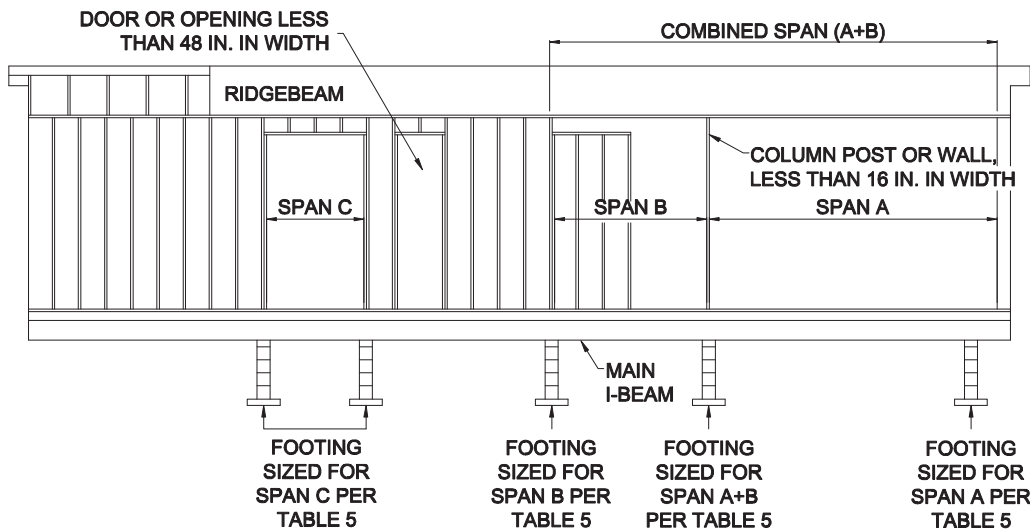 DOOR OR OPENING LESS
THAN 48 IN. IN WIDTH
COMBINED SPAN (A+B)
RIDGEBEAM
COLUMN POST OR WALL,
LESS THAN 16 IN. IN WIDTH
SPAN C
SPAN B
SPAN A
MAIN
I-BEAM
FOOTING
SIZED FOR
SPAN C PER
TABLE 5
FOOTING
SIZED FOR
SPAN B PER
TABLE 5
FOOTING
SIZED FOR
SPAN A+B
PER TABLE 5
FOOTING
SIZED FOR
SPAN A PER
TABLE 5